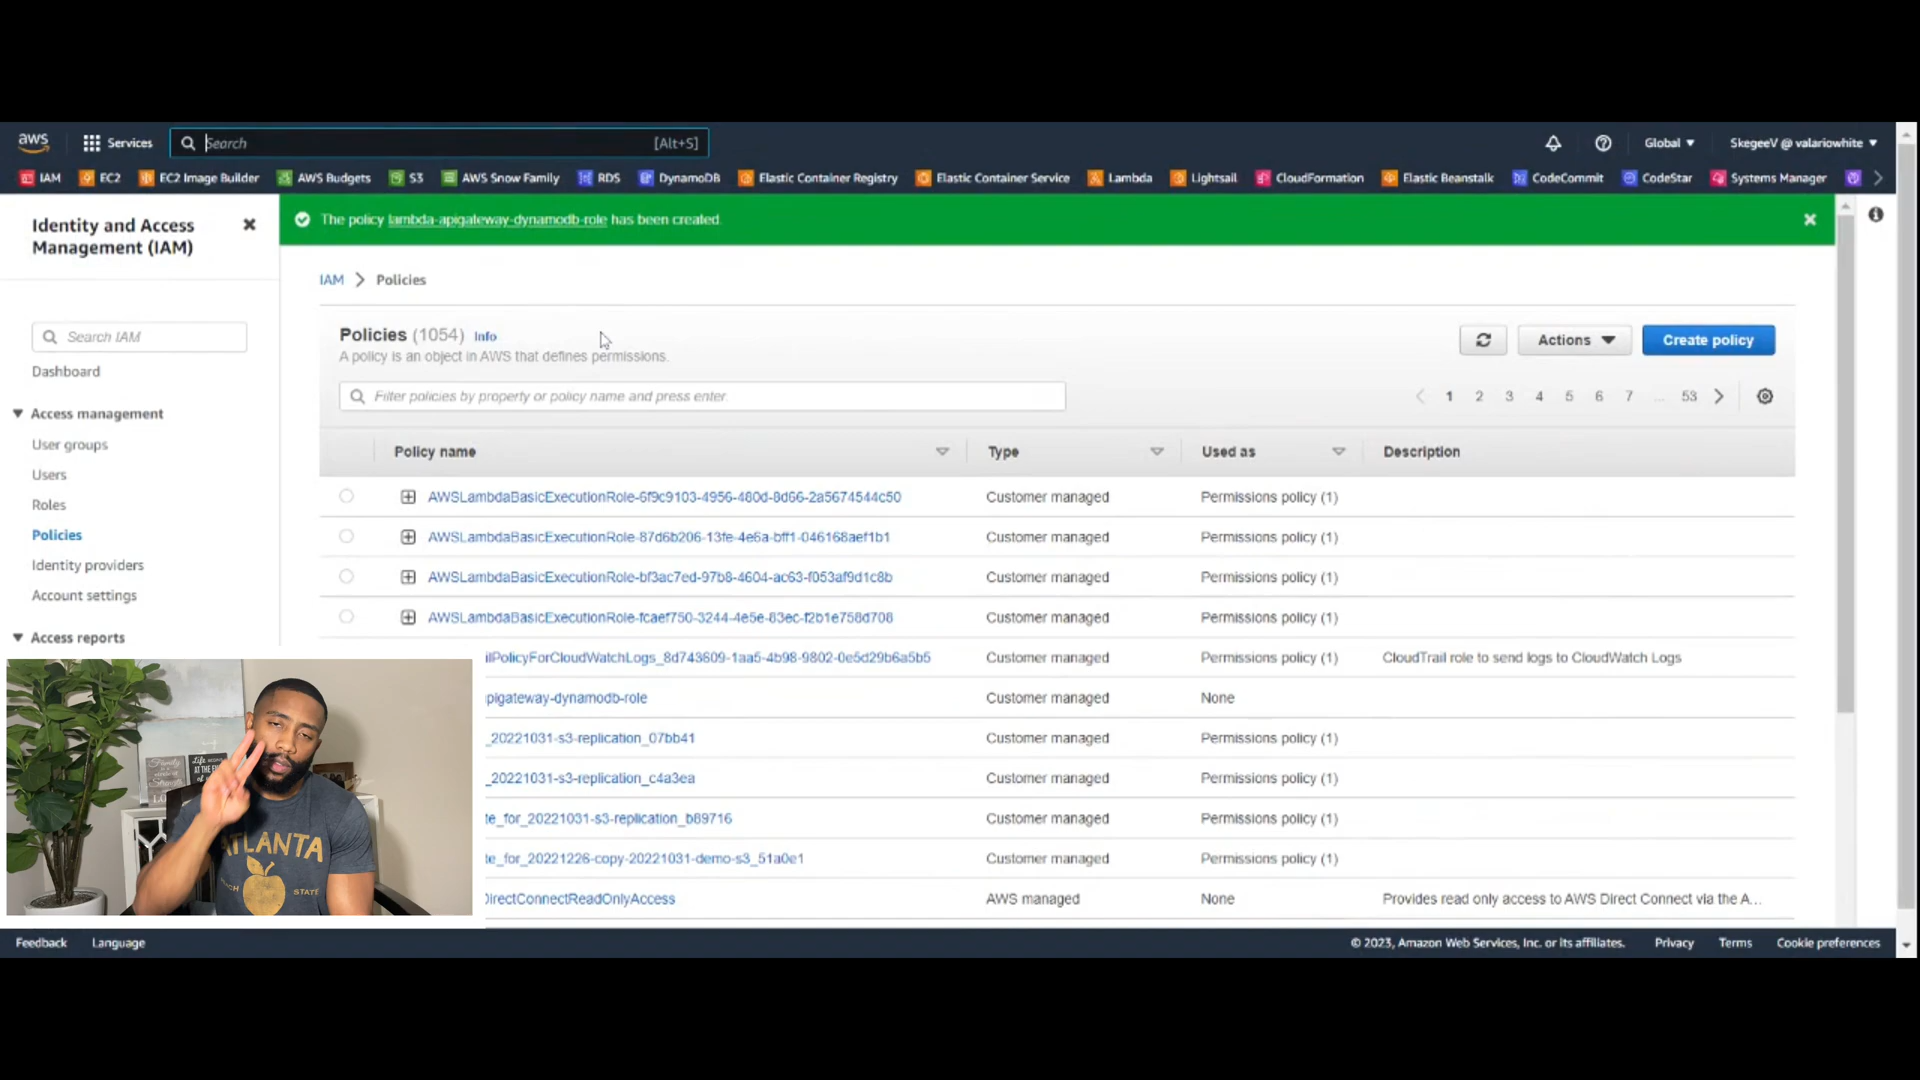 aws
Services
Search
[Alt+S]
Global
SkegeeV @ valariowhite
IAM
EC2
EC2 Image Builder
AWS Budgets
S3
AWS Snow Family
RDS
DynamoDB
Elastic Container Registry
Elastic Container Service
Lambda
Lightsail
CloudFormation
Elastic Beanstalk
CodeCommit
CodeStar
Systems Manager
Identity and Access
Management (IAM)
Search IAM
Dashboard
Access management
User groups
Users
Roles
Policies
Identity providers
Account settings
Access reports
The policy lambda-apigateway-dynamodb-role has been created.
IAM > Policies
Policies (1054) Info
A policy is an object in AWS that defines permissions.
Actions
Create policy
Filter policies by property or policy name and press enter
1 2 3 4 5 6 7 ... 53
Policy name Type Used as Description
AWSLambdaBasicExecutionRole-6f9c9103-4956-480d-8d66-2a5674544c50 Customer managed Permissions policy (1)
AWSLambdaBasicExecutionRole-87d6b206-13fe-4e6a-bff1-046168aef1b1 Customer managed Permissions policy (1)
AWSLambdaBasicExecutionRole-bf3ac7ed-97b8-4604-ac63-f053af9d1c8b Customer managed Permissions policy (1)
AWSLambdaBasicExecutionRole-fcaef750-3244-4e5e-83ec-f2b1e758d708 Customer managed Permissions policy (1)
ilPolicyForCloudWatchLogs_8d743609-1aa5-4b98-9802-0e5d29b6a5b5 Customer managed Permissions policy (1) CloudTrail role to send logs to CloudWatch Logs
pigateway-dynamodb-role Customer managed None
_20221031-s3-replication_07bb41 Customer managed Permissions policy (1)
_20221031-s3-replication_c4a3ea Customer managed Permissions policy (1)
te_for_20221031-s3-replication_b89716 Customer managed Permissions policy (1)
te_for_20221226-copy-20221031-demo-s3_51a0e1 Customer managed Permissions policy (1)
DirectConnectReadOnlyAccess AWS managed None Provides read only access to AWS Direct Connect via the A...
ATLANTA
STATE
Feedback
Language
© 2023, Amazon Web Services, Inc. or its affiliates.
Privacy
Terms
Cookie preferences